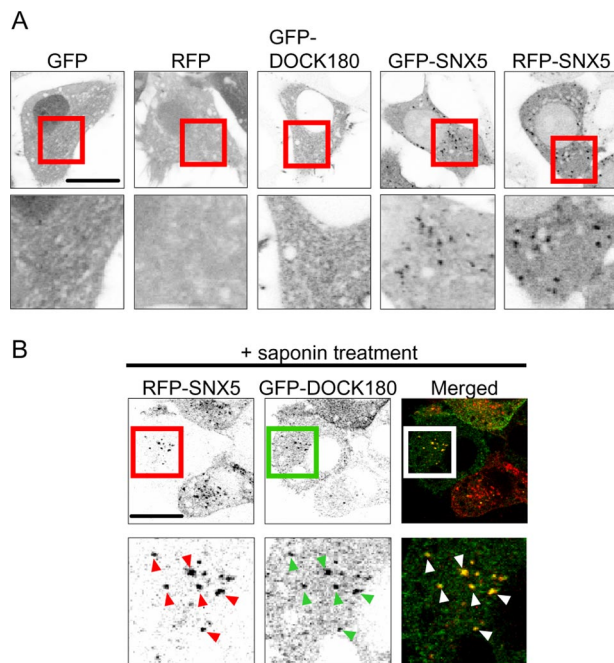 A
GFP RFP GFP-
DOCK180 GFP-SNX5 RFP-SNX5
B
+ saponin treatment
RFP-SNX5 GFP-DOCK180 Merged